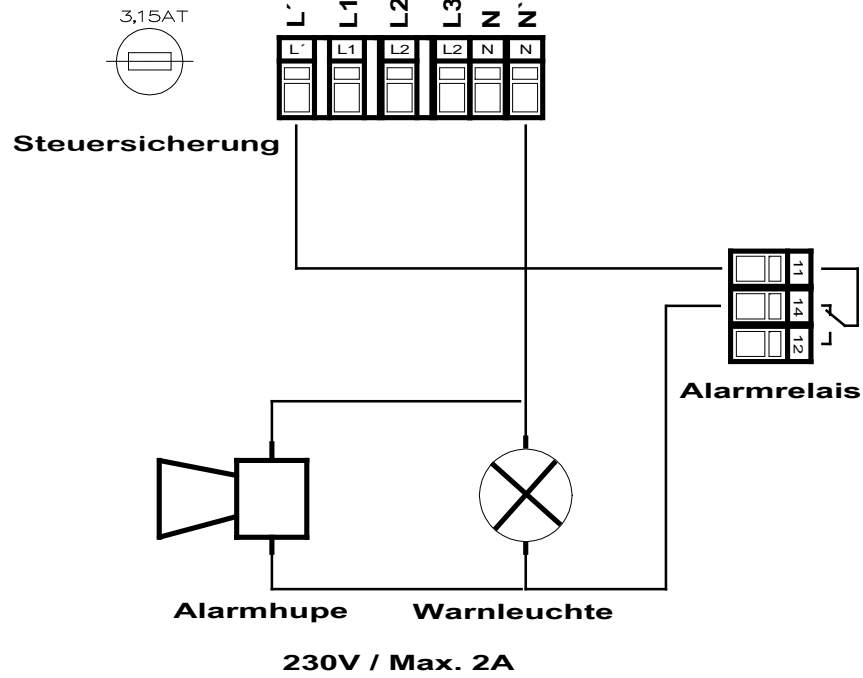 3,15AT
L´ L1 L2 L3 N N`
L´ L1 L2 L2 N N
Steuersicherung
11
14
12
Alarmrelais
Alarmhupe Warnleuchte
230V / Max. 2A